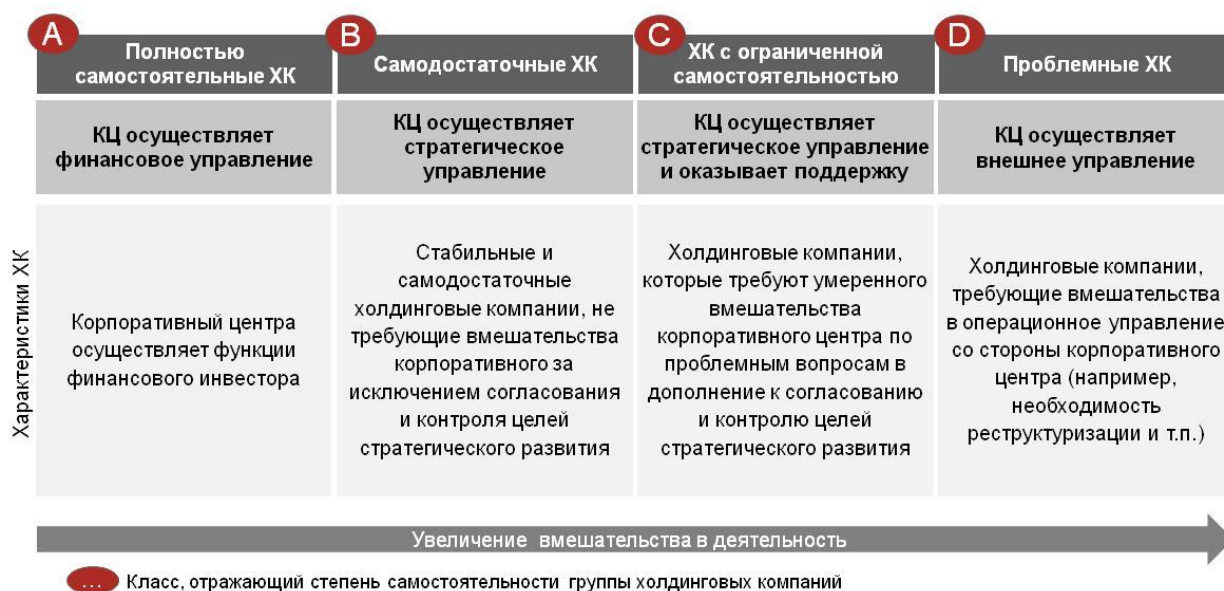 A
Полностью
самостоятельные ХК
B
Самодостаточные ХК
C
ХК с ограниченной
самостоятельностью
D
Проблемные ХК
КЦ осуществляет
финансовое управление
КЦ осуществляет
стратегическое
управление
КЦ осуществляет
стратегическое управление
и оказывает поддержку
КЦ осуществляет
внешнее управление
Характеристики ХК
Корпоративный центра
осуществляет функции
финансового инвестора
Стабильные и
самодостаточные
холдинговые компании, не
требующие вмешательства
корпоративного за
исключением согласования
и контроля целей
стратегического развития
Холдинговые компании,
которые требуют умеренного
вмешательства
корпоративного центра по
проблемным вопросам в
дополнение к согласованию
и контролю целей
стратегического развития
Холдинговые компании,
требующие вмешательства
в операционное управление
со стороны корпоративного
центра (например,
необходимость
реструктуризации и т.п.)
Увеличение вмешательства в деятельность
... Класс, отражающий степень самостоятельности группы холдинговых компаний